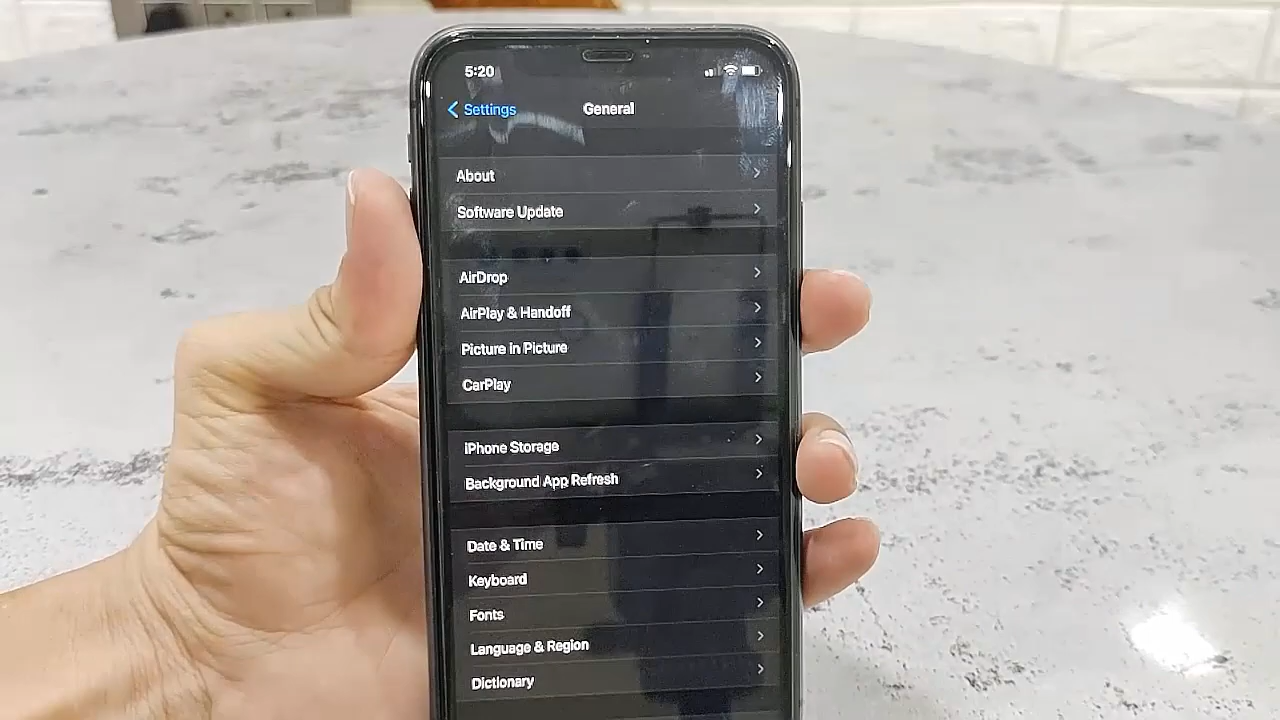 5:20
Settings
General
About
Software Update
AirDrop
AirPlay & Handoff
Picture in Picture
CarPlay
iPhone Storage
Background App Refresh
Date & Time
Keyboard
Fonts
Language & Region
Dictionary